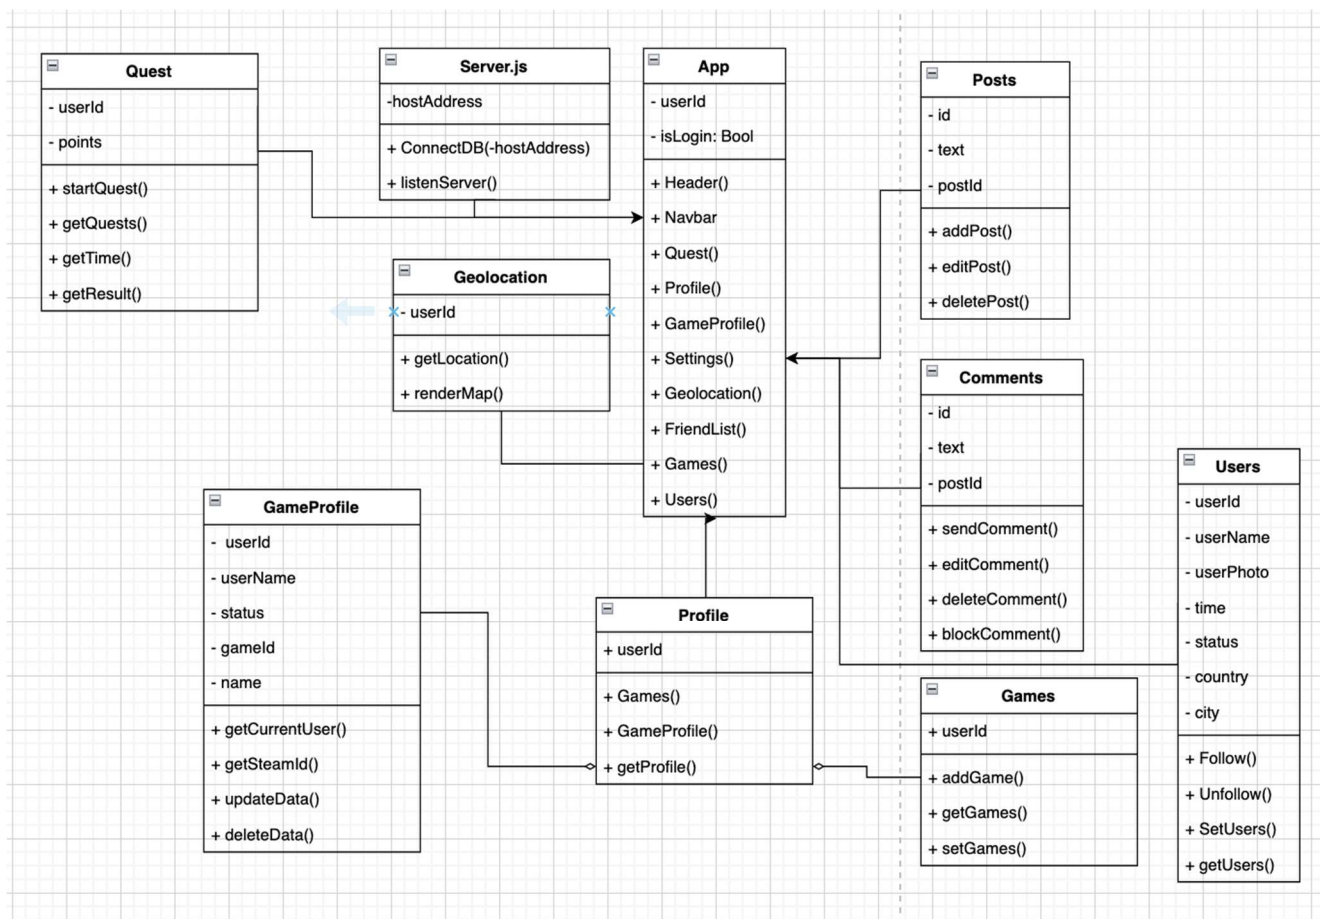 Quest
- userId
- points
+ startQuest()
+ getQuests()
+ getTime()
+ getResult()
Server.js
-hostAddress
+ ConnectDB(-hostAddress)
+ listenServer()
App
- userId
- isLogin: Bool
+ Header()
+ Navbar
+ Quest()
+ Profile()
+ GameProfile()
+ Settings()
+ Geolocation()
+ FriendList()
+ Games()
+ Users()
Posts
- id
- text
- postId
+ addPost()
+ editPost()
+ deletePost()
Geolocation
- userId
+ getLocation()
+ renderMap()
Comments
- id
- text
- postId
+ sendComment()
+ editComment()
+ deleteComment()
+ blockComment()
Users
- userId
- userName
- userPhoto
- time
- status
- country
- city
+ Follow()
+ Unfollow()
+ SetUsers()
+ getUsers()
GameProfile
- userId
- userName
- status
- gameId
- name
+ getCurrentUser()
+ getSteamId()
+ updateData()
+ deleteData()
Profile
+ userId
+ Games()
+ GameProfile()
+ getProfile()
Games
+ userId
+ addGame()
+ getGames()
+ setGames()